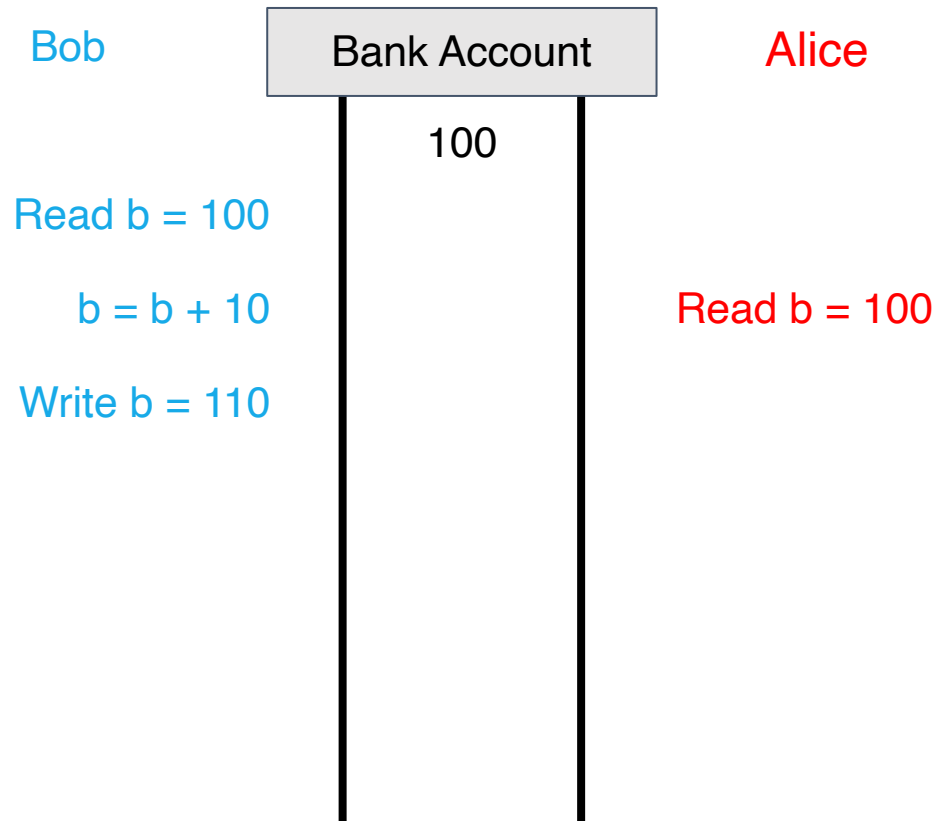 Bob
Bank Account
Alice
100
Read b = 100
b = b + 10
Read b = 100
Write b = 110